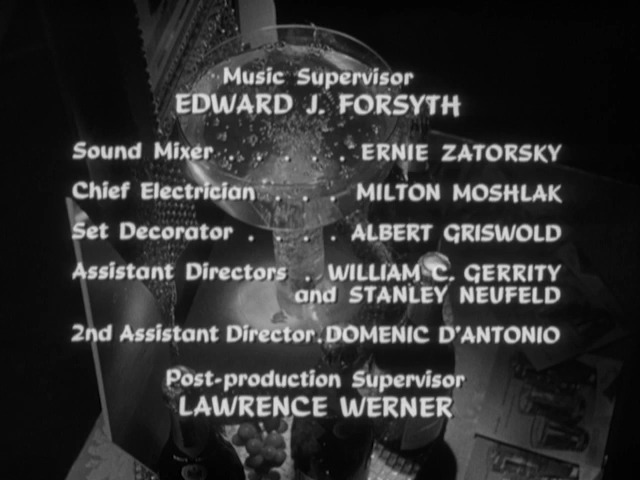 Music Supervisor
EDWARD J. FORSYTH
Sound Mixer . . . . ERNIE ZATORSKY
Chief Electrician . . . MILTON MOSHLAK
Set Decorator . . . . ALBERT GRISWOLD
Assistant Directors . WILLIAM C. GERRITY
and STANLEY NEUFELD
2nd Assistant Director . DOMENIC D'ANTONIO
Post-production Supervisor
LAWRENCE WERNER